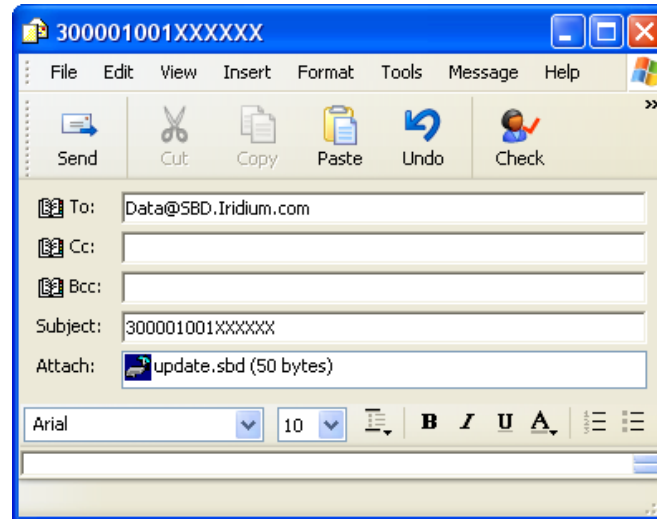 300001001XXXXXX
File Edit View Insert Format Tools Message Help
Send Cut Copy Paste Undo Check
To: Data@SBD.Iridium.com
Cc:
Bcc:
Subject: 300001001XXXXXX
Attach: update.sbd (50 bytes)
Arial 10 B I U A